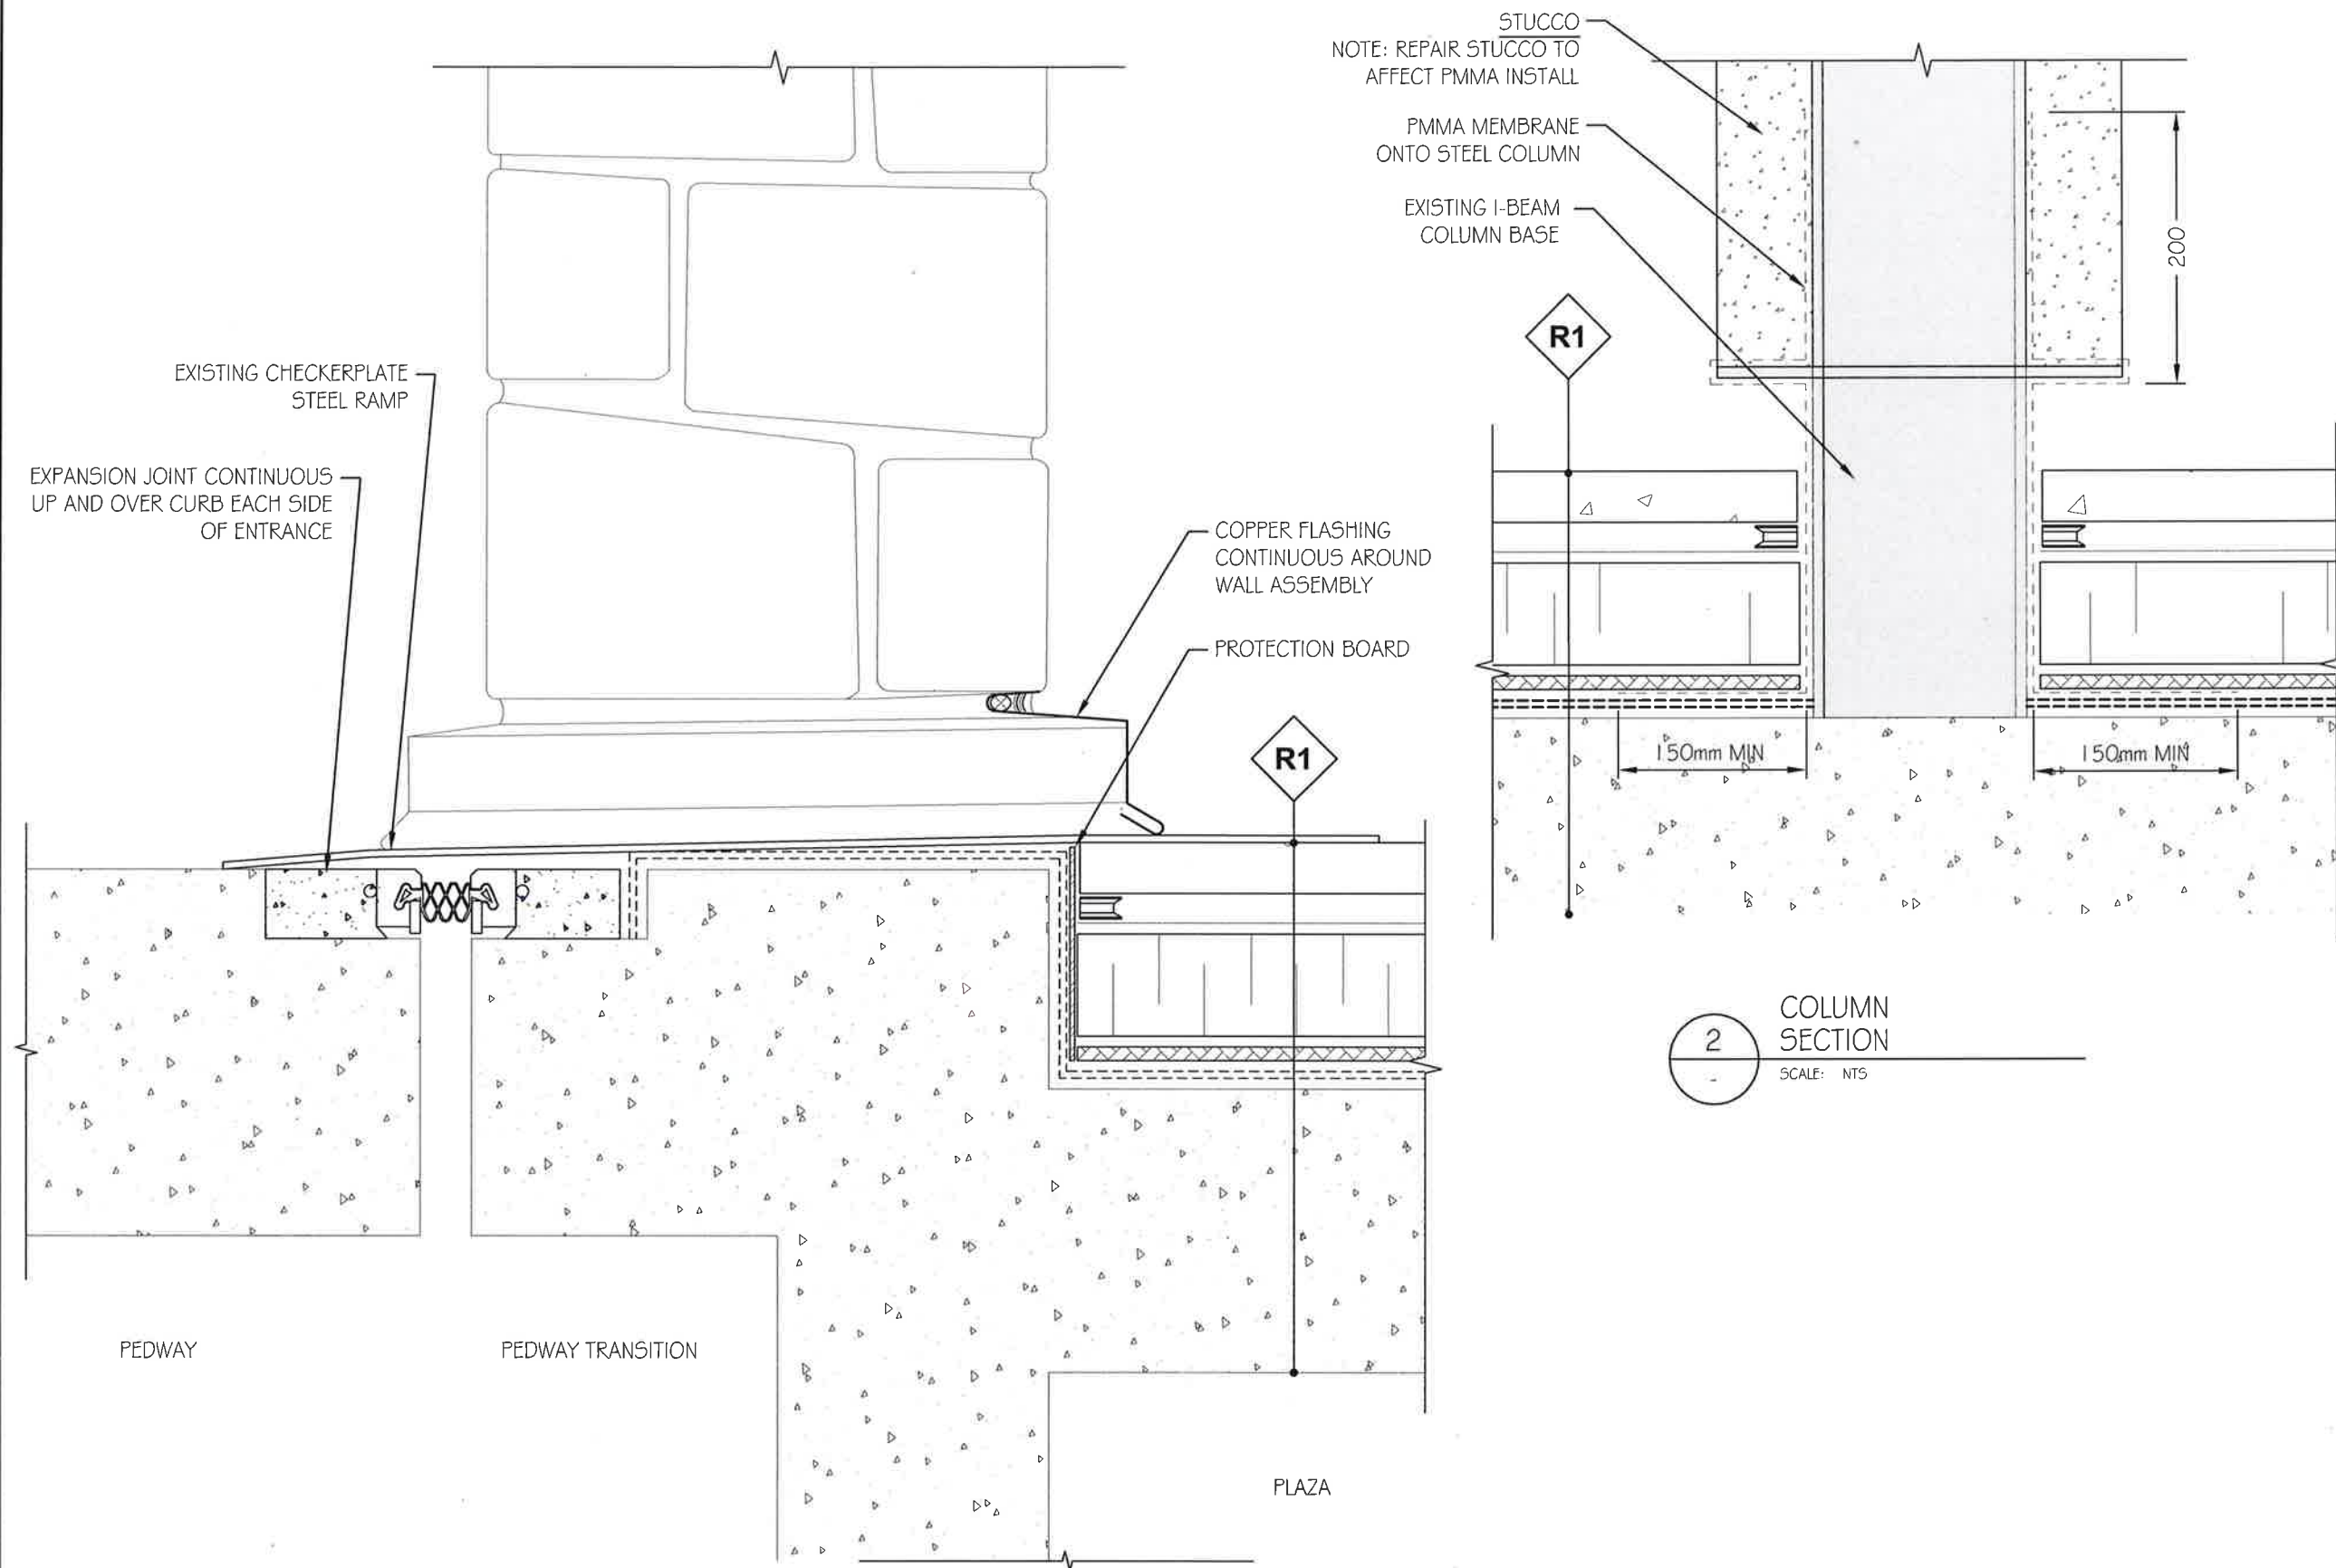 EXISTING CHECKERPLATE
STEEL RAMP
EXPANSION JOINT CONTINUOUS
UP AND OVER CURB EACH SIDE
OF ENTRANCE
COPPER FLASHING
CONTINUOUS AROUND
WALL ASSEMBLY
PROTECTION BOARD
R1
PEDWAY
PEDWAY TRANSITION
PLAZA
STUCCO
NOTE: REPAIR STUCCO TO
AFFECT PMMA INSTALL
PMMA MEMBRANE
ONTO STEEL COLUMN
EXISTING I-BEAM
COLUMN BASE
R1
200
150mm MIN
150mm MIN
2
-
COLUMN
SECTION
SCALE: NTS